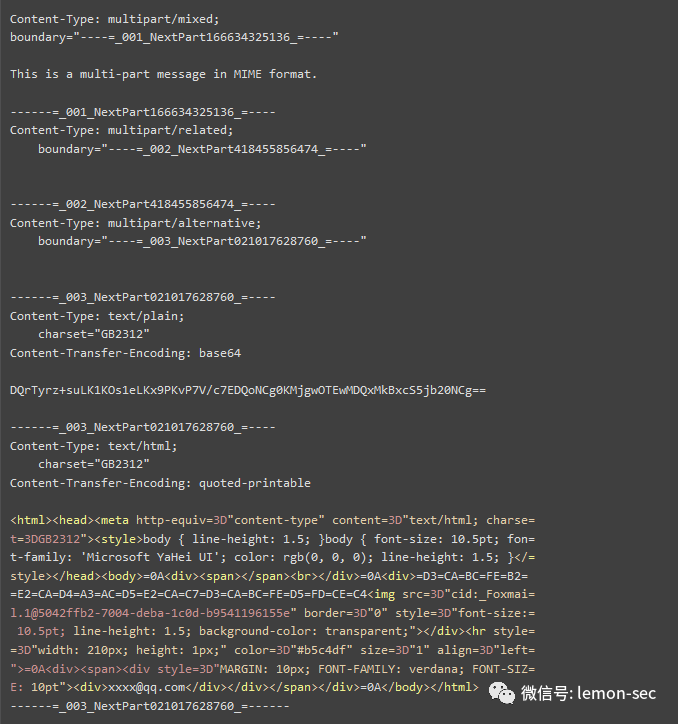 Content-Type: multipart/mixed;
boundary="----=_001_NextPart166634325136_=----"
This is a multi-part message in MIME format.
------=_001_NextPart166634325136_=----
Content-Type: multipart/related;
boundary="----=_002_NextPart418455856474_=----"
------=_002_NextPart418455856474_=----
Content-Type: multipart/alternative;
boundary="----=_003_NextPart021017628760_=----"
------=_003_NextPart021017628760_=----
Content-Type: text/plain;
charset="GB2312"
Content-Transfer-Encoding: base64
DQrTyrz+suLK1KOs1eLKx9PKvP7V/c7EDQoNCg0KMjgwOTEwMDQxMkBxcS5jb20NCg==
------=_003_NextPart021017628760_=----
Content-Type: text/html;
charset="GB2312"
Content-Transfer-Encoding: quoted-printable
<html><head><meta http-equiv=3D"content-type" content=3D"text/html; charse=
t=3DGB2312"><style>body { line-height: 1.5; }body { font-size: 10.5pt; fon=
t-family: 'Microsoft YaHei UI'; color: rgb(0, 0, 0); line-height: 1.5; }</=
style></head><body>=0A<div><span></span><br></div>=0A<div>=D3=CA=BC=FE=B2=
=E2=CA=D4=A3=AC=D5=E2=CA=C7=D3=CA=BC=FE=D5=FD=CE=C4<img src=3D"cid:_Foxmai=
l.1@5042ffb2-7004-deba-1c0d-b9541196155e" border=3D"0" style=3D"font-size:=
10.5pt; line-height: 1.5; background-color: transparent;"></div><hr style=
=3D"width: 210px; height: 1px;" color=3D"#b5c4df" size=3D"1" align=3D"left=
">=0A<div><span><div style=3D"MARGIN: 10px; FONT-FAMILY: verdana; FONT-SIZ=
E: 10pt"><div>xxxx@qq.com</div></div></span></div>=0A</body></html>
------=_003_NextPart021017628760_=------
微信号: lemon-sec